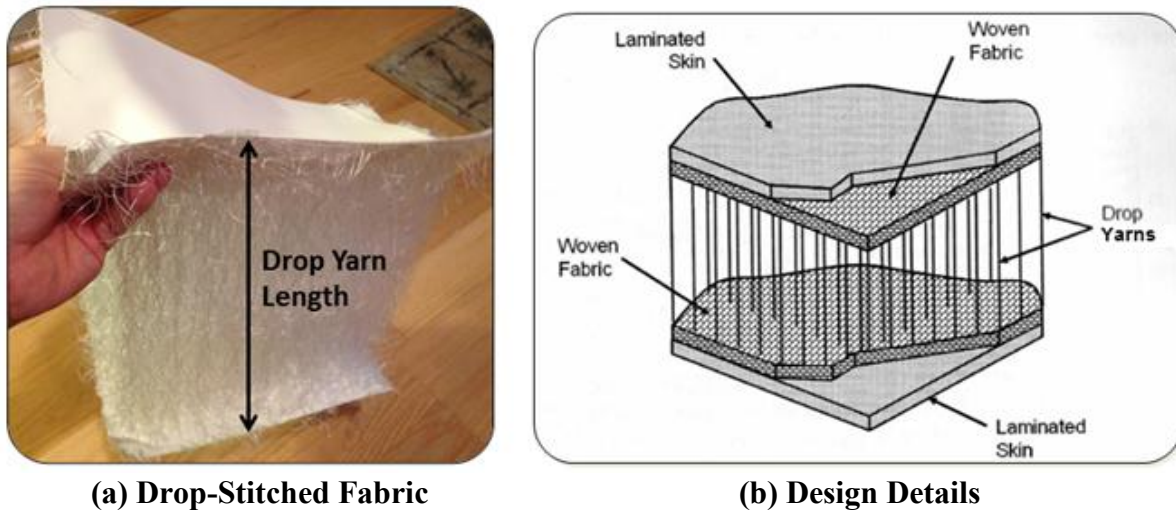 Drop Yarn
Length
(a) Drop-Stitched Fabric
Laminated
Skin
Woven
Fabric
Woven
Fabric
Drop
Yarns
Laminated
Skin
(b) Design Details